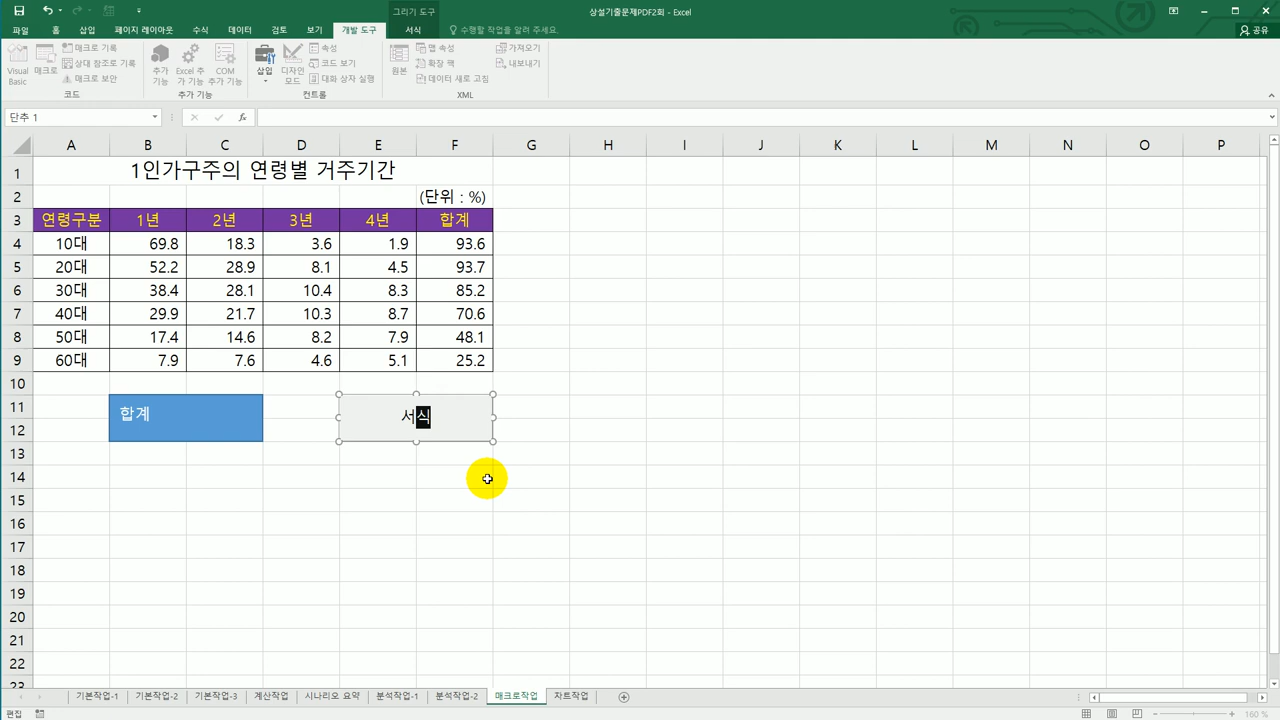 상설기출문제PDF2회 - Excel
그리기 도구
파일 홈 삽입 페이지 레이아웃 수식 데이터 검토 보기 개발 도구 서식 수행할 작업을 알려 주세요. 공유
Visual Basic
매크로
매크로 기록
상대 참조로 기록
매크로 보안
코드
추가 기능
Excel 추가 기능
COM 추가 기능
추가 기능
삽입
디자인 모드
속성
코드 보기
대화 상자 실행
컨트롤
원본
맵 속성
확장 팩
데이터 새로 고침
가져오기
내보내기
XML
단추 1
fx
A B C D E F G H I J K L M N O P
1 1인가구주의 연령별 거주기간
2 (단위 : %)
3 연령구분 1년 2년 3년 4년 합계
4 10대 69.8 18.3 3.6 1.9 93.6
5 20대 52.2 28.9 8.1 4.5 93.7
6 30대 38.4 28.1 10.4 8.3 85.2
7 40대 29.9 21.7 10.3 8.7 70.6
8 50대 17.4 14.6 8.2 7.9 48.1
9 60대 7.9 7.6 4.6 5.1 25.2
10
11 합계 서식
12
13
14
15
16
17
18
19
20
21
22
23
기본작업-1 기본작업-2 기본작업-3 계산작업 시나리오 요약 분석작업-1 분석작업-2 매크로작업 차트작업
편집 160 %